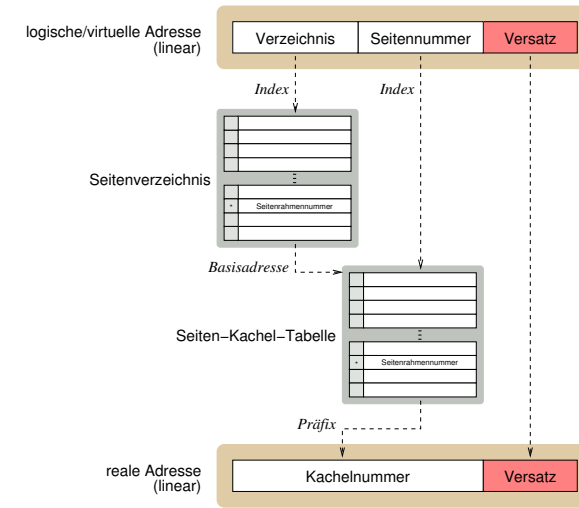 logische/virtuelle Adresse
(linear)
Verzeichnis Seitennummer Versatz
Index Index
Seitenverzeichnis
* Seitenrahmennummer
Basisadresse
Seiten−Kachel−Tabelle
* Seitenrahmennummer
Präfix
reale Adresse
(linear)
Kachelnummer Versatz